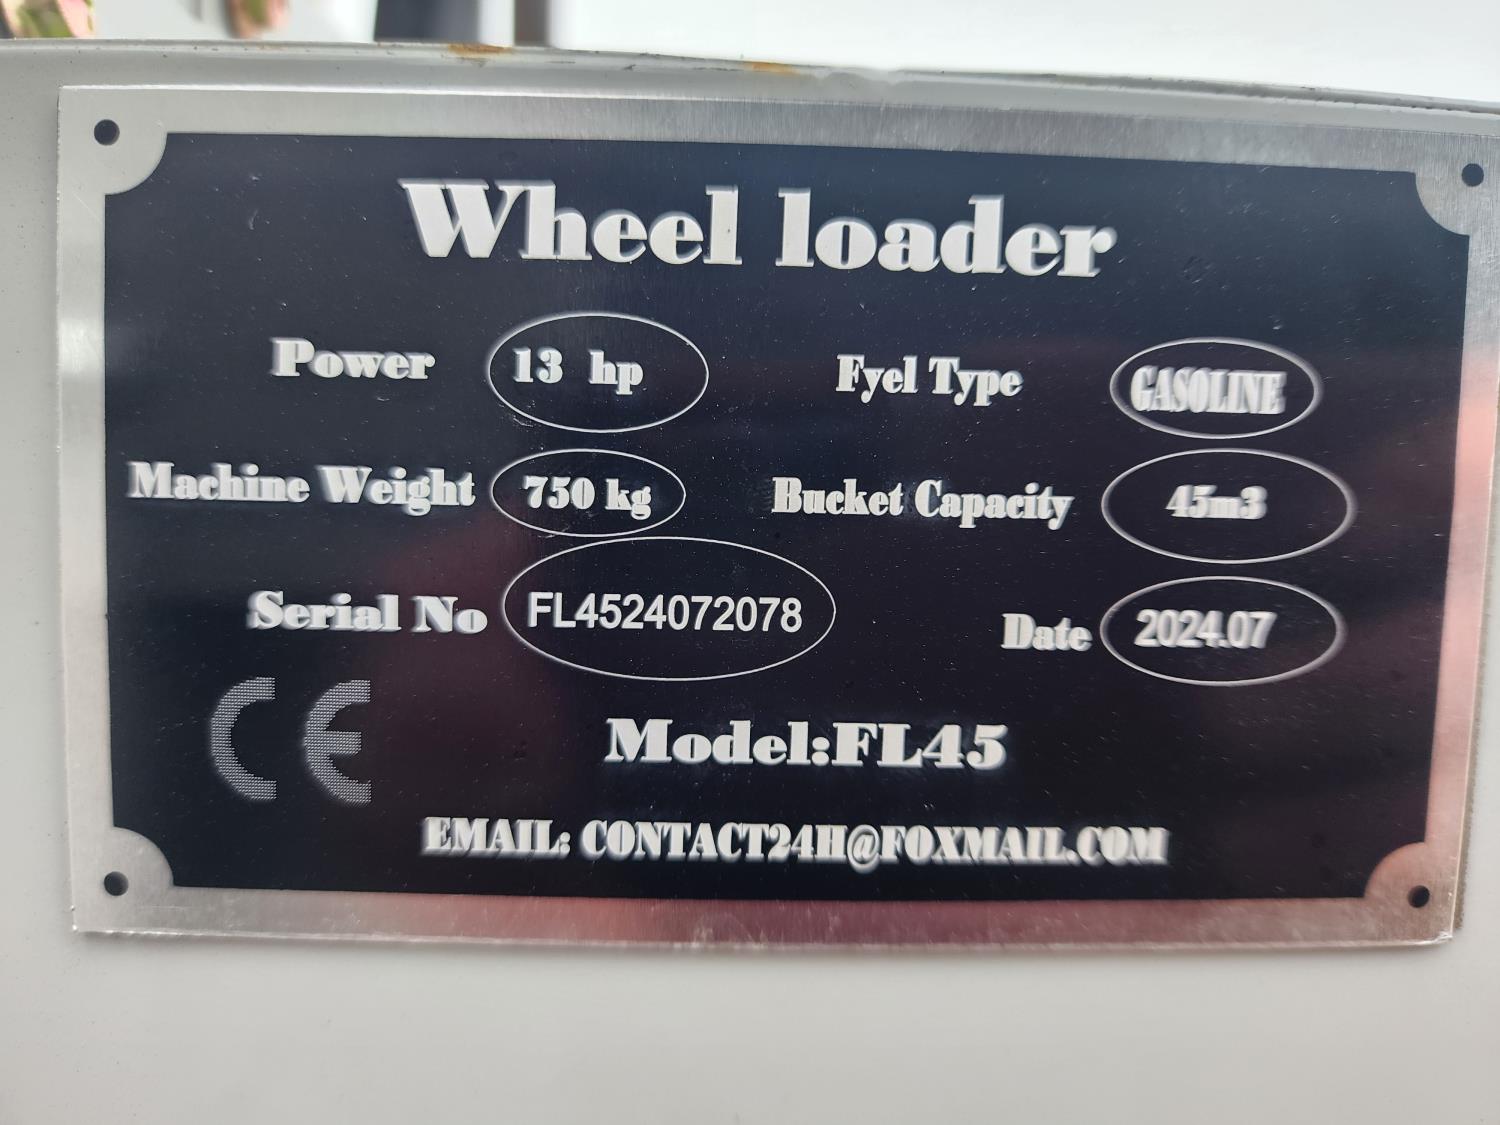 Wheel loader
Power 13 hp Fyel Type GASOLINE
Machine Weight 750 kg Bucket Capacity 45m3
Serial No FL4524072078 Date 2024.07
CE
Model:FL45
EMAIL: CONTACT24H@FOXMAIL.COM